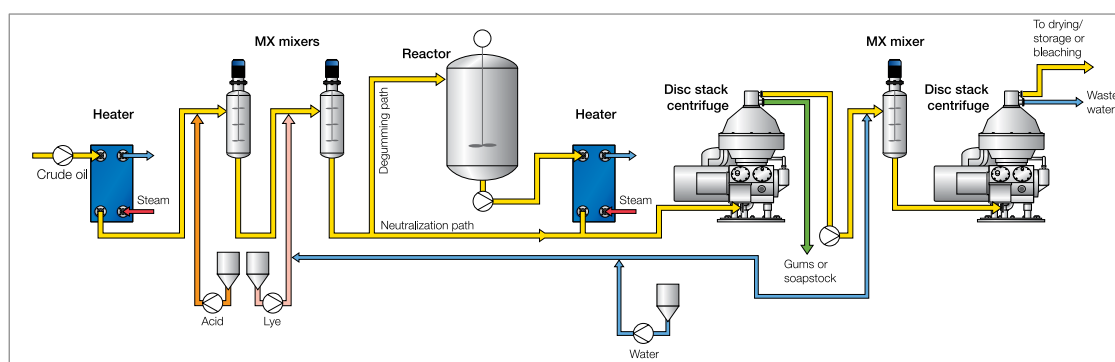 MX mixers
Reactor
MX mixer
To drying/
storage or
bleaching
Heater
Degumming path
Heater
Disc stack
centrifuge
Disc stack
centrifuge
Waste
water
Crude oil
Steam
Steam
Neutralization path
Gums or
soapstock
Acid
Lye
Water